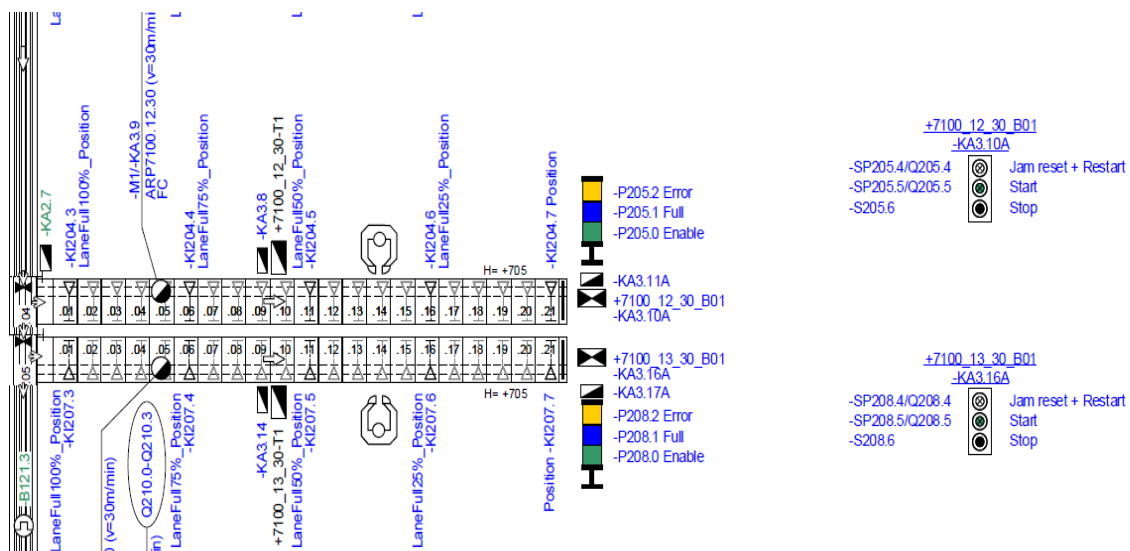 La
L
L
L
-KA2.7
-KI204.3
LaneFull100%_Position
-M1/-KA3.9
ARP7100.12.30 (v=30m/mi
FC
-KI204.4
LaneFull75%_Position
-KA3.8
+7100_12_30-T1
LaneFull50%_Position
-KI204.5
-KI204.6
LaneFull25%_Position
-KI204.7 Position
H= +705
-P205.2 Error
-P205.1 Full
-P205.0 Enable
-KA3.11A
+7100_12_30_B01
-KA3.10A
+7100_12_30_B01
-KA3.10A
-SP205.4/Q205.4 Jam reset + Restart
-SP205.5/Q205.5 Start
-S205.6 Stop
.04
.01 .02 .03 .04 .05 .06 .07 .08 .09 .10 .11 .12 .13 .14 .15 .16 .17 .18 .19 .20 .21
.05
.01 .02 .03 .04 .05 .06 .07 .08 .09 .10 .11 .12 .13 .14 .15 .16 .17 .18 .19 .20 .21
H= +705
+7100_13_30_B01
-KA3.16A
-KA3.17A
-P208.2 Error
-P208.1 Full
-P208.0 Enable
+7100_13_30_B01
-KA3.16A
-SP208.4/Q208.4 Jam reset + Restart
-SP208.5/Q208.5 Start
-S208.6 Stop
-B121.3
LaneFull100%_Position
-KI207.3
0 (v=30m/min)
Q210.0-Q210.3
in)
LaneFull75%_Position
-KI207.4
-KA3.14
+7100_13_30-T1
LaneFull50%_Position
-KI207.5
LaneFull25%_Position
-KI207.6
Position -KI207.7